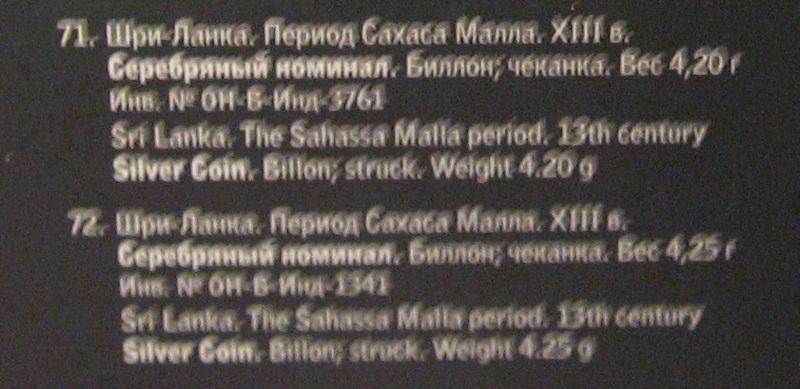 71. Шри-Ланка. Период Сахаса Малла. XIII в.
Серебряный номинал. Биллон; чеканка. Вес 4,20 г
Инв. № ОН-В-Инд-3761
Sri Lanka. The Sahassa Malla period. 13th century
Silver Coin. Billon; struck. Weight 4.20 g
72. Шри-Ланка. Период Сахаса Малла. XIII в.
Серебряный номинал. Биллон; чеканка. Вес 4,25 г
Инв. № ОН-В-Инд-1341
Sri Lanka. The Sahassa Malla period. 13th century
Silver Coin. Billon; struck. Weight 4.25 g